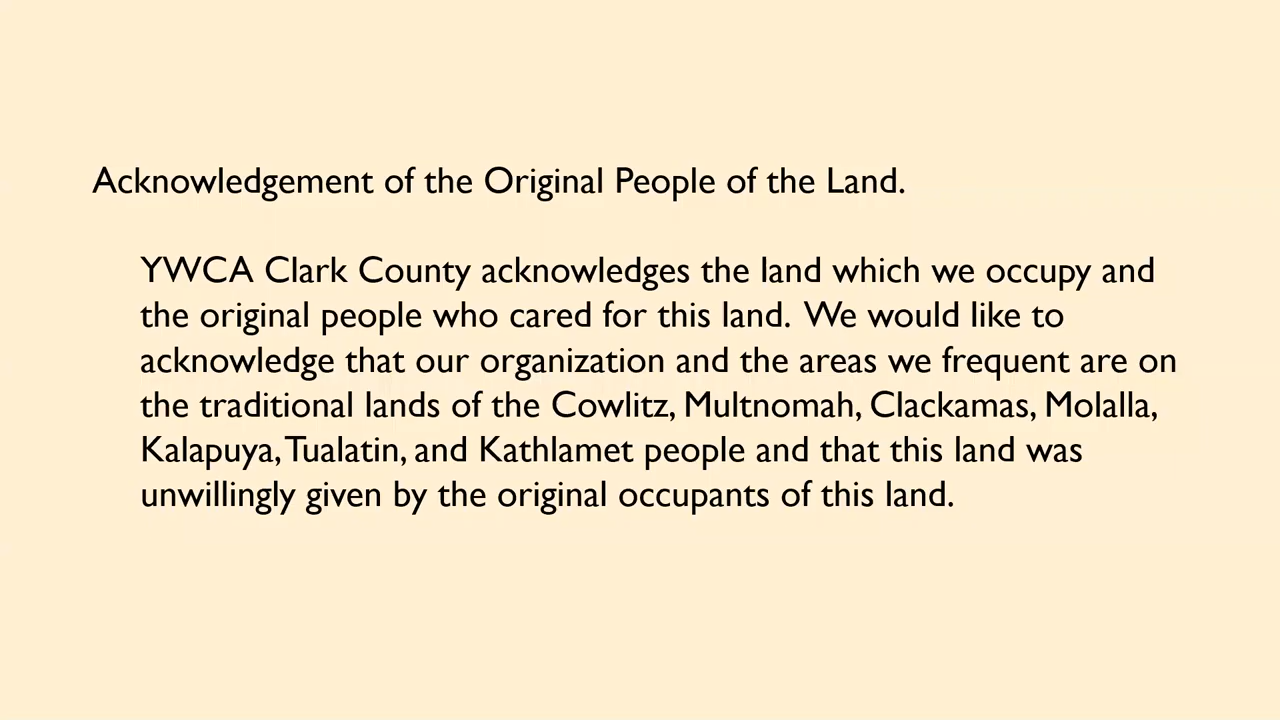 Acknowledgement of the Original People of the Land.
YWCA Clark County acknowledges the land which we occupy and
the original people who cared for this land. We would like to
acknowledge that our organization and the areas we frequent are on
the traditional lands of the Cowlitz, Multnomah, Clackamas, Molalla,
Kalapuya, Tualatin, and Kathlamet people and that this land was
unwillingly given by the original occupants of this land.